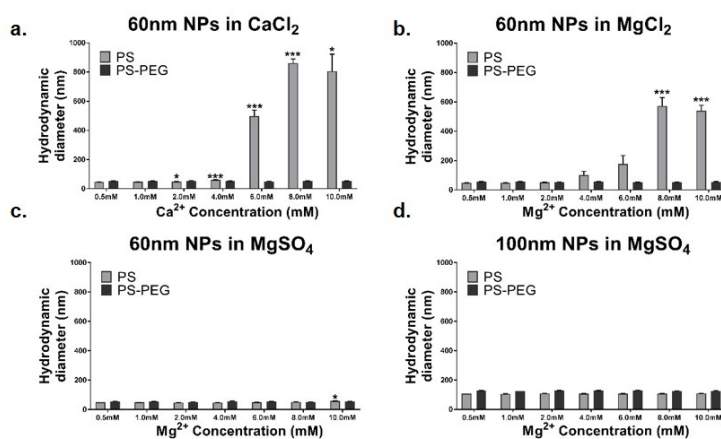 a.
60nm NPs in CaCl2
Hydrodynamic
diameter (nm)
1000
800
600
400
200
0
PS
PS-PEG
*
***
***
***
*
0.5mM 1.0mM 2.0mM 4.0mM 6.0mM 8.0mM 10.0mM
Ca2+ Concentration (mM)
b.
60nm NPs in MgCl2
Hydrodynamic
diameter (nm)
1000
800
600
400
200
0
PS
PS-PEG
***
***
0.5mM 1.0mM 2.0mM 4.0mM 6.0mM 8.0mM 10.0mM
Mg2+ Concentration (mM)
c.
60nm NPs in MgSO4
Hydrodynamic
diameter (nm)
1000
800
600
400
200
0
PS
PS-PEG
*
0.5mM 1.0mM 2.0mM 4.0mM 6.0mM 8.0mM 10.0mM
Mg2+ Concentration (mM)
d.
100nm NPs in MgSO4
Hydrodynamic
diameter (nm)
1000
800
600
400
200
0
PS
PS-PEG
0.5mM 1.0mM 2.0mM 4.0mM 6.0mM 8.0mM 10.0mM
Mg2+ Concentration (mM)